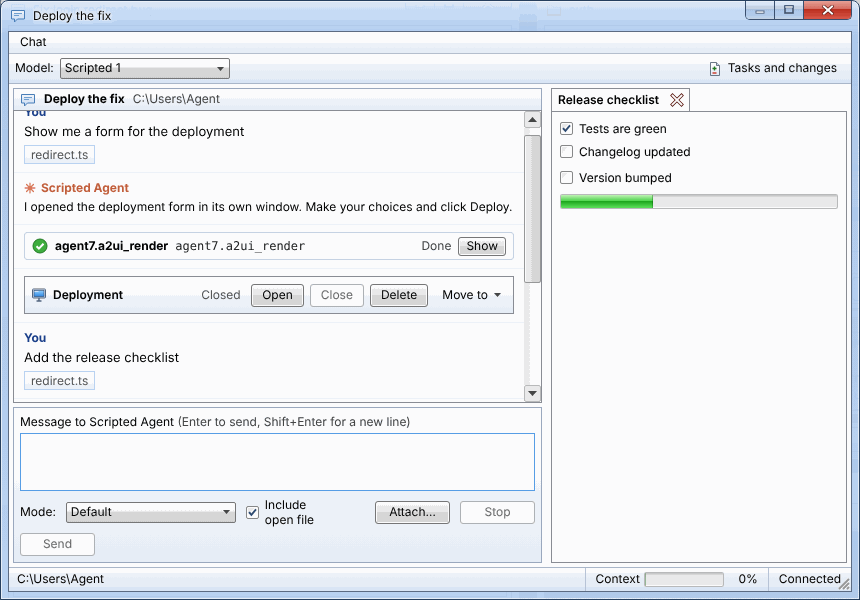 Deploy the fix
Chat
Model: Scripted 1
Tasks and changes
Deploy the fix C:\Users\Agent
You
Show me a form for the deployment
redirect.ts
Scripted Agent
I opened the deployment form in its own window. Make your choices and click Deploy.
agent7.a2ui_render agent7.a2ui_render Done Show
Deployment Closed Open Close Delete Move to
You
Add the release checklist
redirect.ts
Message to Scripted Agent (Enter to send, Shift+Enter for a new line)
Mode: Default
Include
open file
Attach... Stop
Send
Release checklist
Tests are green
Changelog updated
Version bumped
C:\Users\Agent
Context 0% Connected